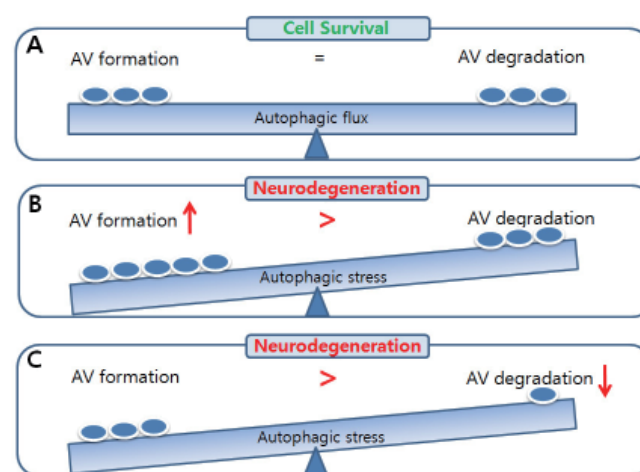 Cell Survival
A
AV formation = AV degradation
Autophagic flux
Neurodegeneration
B
AV formation > AV degradation
Autophagic stress
Neurodegeneration
C
AV formation > AV degradation
Autophagic stress